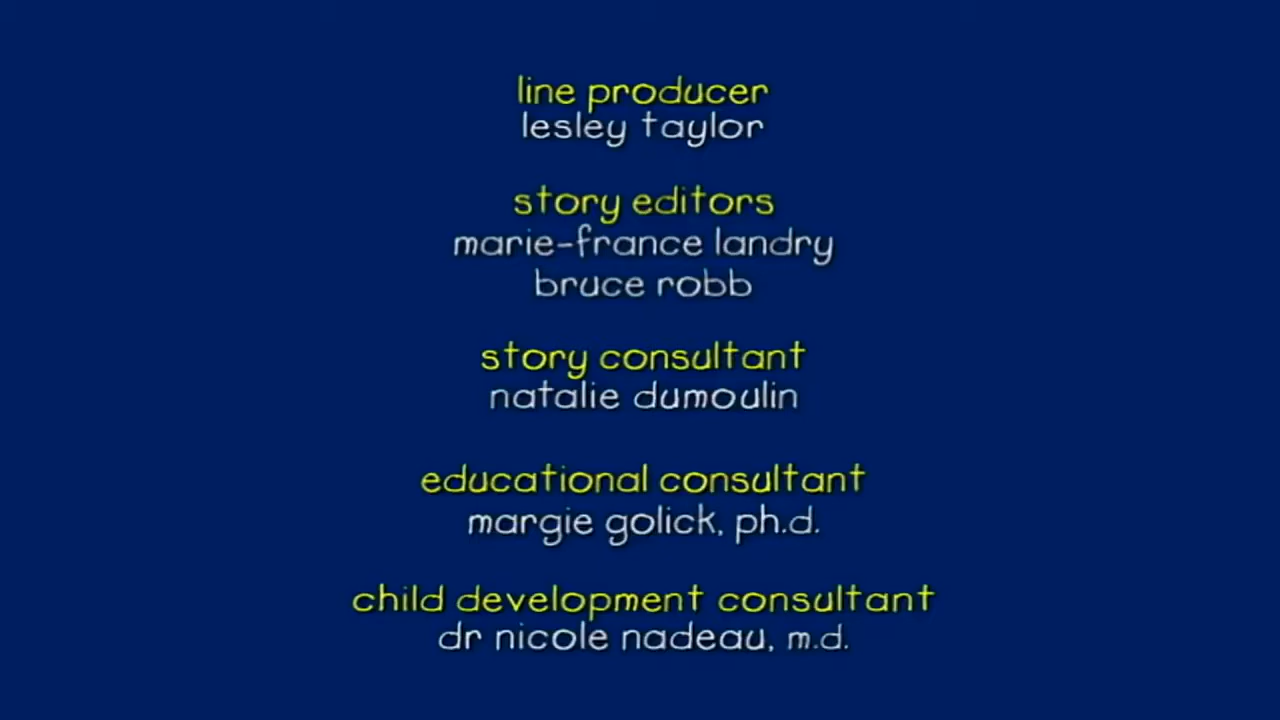 line producer
lesley taylor
story editors
marie-france landry
bruce robb
story consultant
natalie dumoulin
educational consultant
margie golick, ph.d.
child development consultant
dr nicole nadeau, m.d.